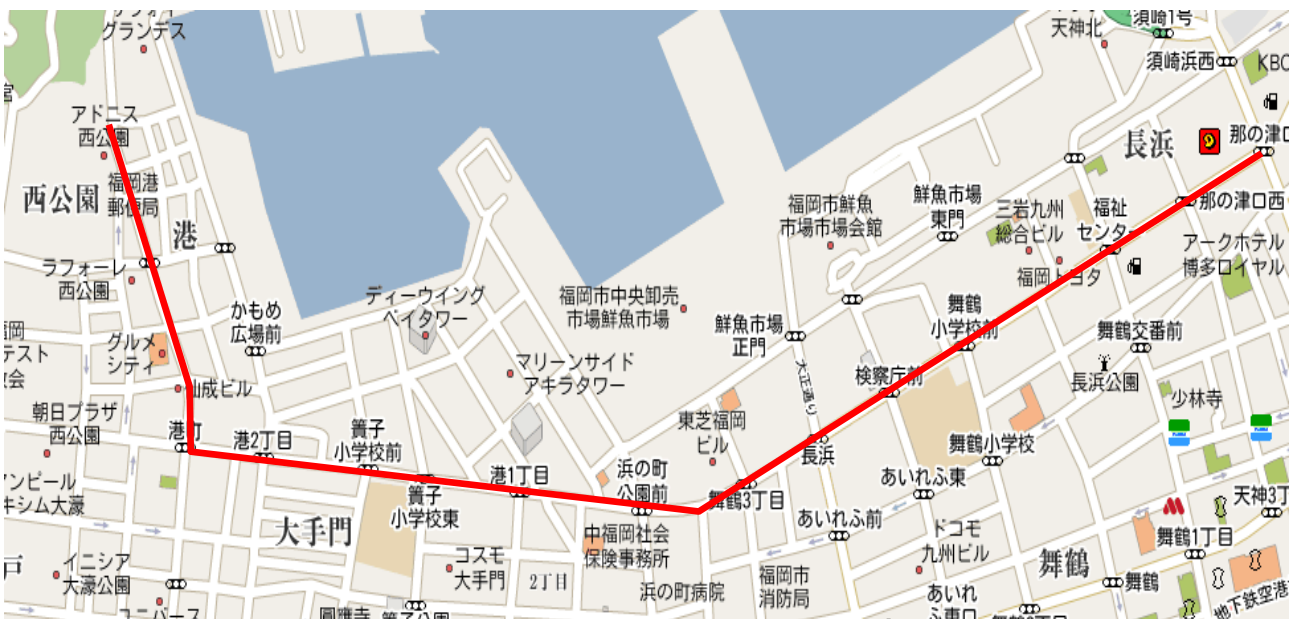 グランデス
天神北
須崎1号
須崎浜西
KBC
アドニス
西公園
那の津口
長浜
福岡港
郵便局
西公園
港
福岡市鮮魚
市場市場会館
鮮魚市場
東門
三岩九州
総合ビル
福祉
センター
那の津口西
アークホテル
博多ロイヤル
ラフォーレ
西公園
福岡トヨタ
かもめ
広場前
ディーウイング
ベイタワー
福岡市中央卸売
市場鮮魚市場
鮮魚市場
正門
舞鶴
小学校前
舞鶴交番前
グルメ
シティ
マリーンサイド
アキラタワー
大正通り
検察庁前
長浜公園
少林寺
山成ビル
朝日プラザ
西公園
港町
港2丁目
簀子
小学校前
東芝福岡
ビル
長浜
舞鶴小学校
港1丁目
浜の町
公園前
舞鶴3丁目
あいれふ東
簀子
小学校東
キシム大濠
天神3丁
大手門
中福岡社会
保険事務所
あいれふ前
ドコモ
九州ビル
舞鶴1丁目
舞鶴
イニシア
大濠公園
コスモ
大手門
2丁目
浜の町病院
福岡市
消防局
舞鶴
あいれ
ふ東口
地下鉄空港